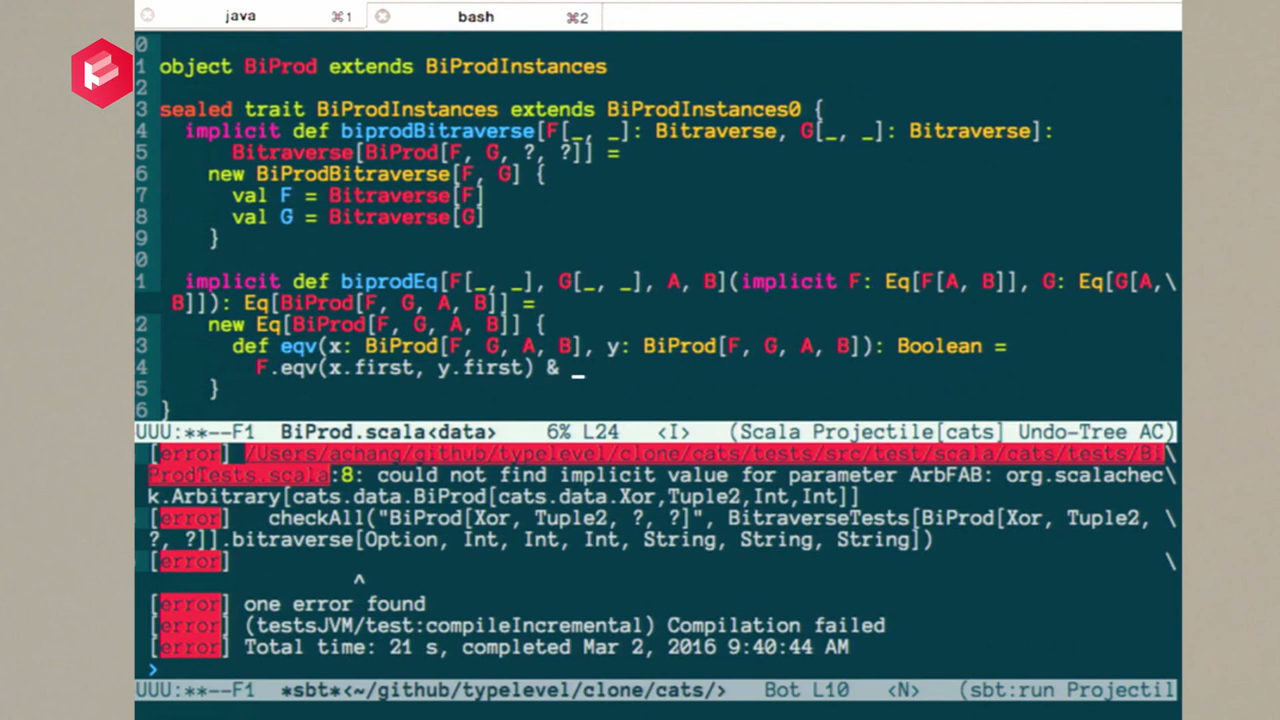 java ⌘1 bash ⌘2
0
1 object BiProd extends BiProdInstances
2
3 sealed trait BiProdInstances extends BiProdInstances0 {
4   implicit def biprodBitraverse[F[_, _]: Bitraverse, G[_, _]: Bitraverse]:
5       Bitraverse[BiProd[F, G, ?, ?]] =
6     new BiProdBitraverse[F, G] {
7       val F = Bitraverse[F]
8       val G = Bitraverse[G]
9     }
0
1   implicit def biprodEq[F[_, _], G[_, _], A, B](implicit F: Eq[F[A, B]], G: Eq[G[A,\
 B]]): Eq[BiProd[F, G, A, B]] =
2     new Eq[BiProd[F, G, A, B]] {
3       def eqv(x: BiProd[F, G, A, B], y: BiProd[F, G, A, B]): Boolean =
4         F.eqv(x.first, y.first) & _
5     }
6 }
UUU:**--F1  BiProd.scala<data>    6% L24   <I>   (Scala Projectile[cats] Undo-Tree AC)
[error] /Users/achang/github/typelevel/clone/cats/tests/src/test/scala/cats/tests/Bi\
ProdTests.scala:8: could not find implicit value for parameter ArbFAB: org.scalachec\
k.Arbitrary[cats.data.BiProd[cats.data.Xor,Tuple2,Int,Int]]
[error]   checkAll("BiProd[Xor, Tuple2, ?, ?]", BitraverseTests[BiProd[Xor, Tuple2, \
?, ?]].bitraverse[Option, Int, Int, Int, String, String, String])
[error] \
^
[error] one error found
[error] (testsJVM/test:compileIncremental) Compilation failed
[error] Total time: 21 s, completed Mar 2, 2016 9:40:44 AM
>
UUU:**--F1  *sbt*<~/github/typelevel/clone/cats/>   Bot L10   <N>   (sbt:run Projectil